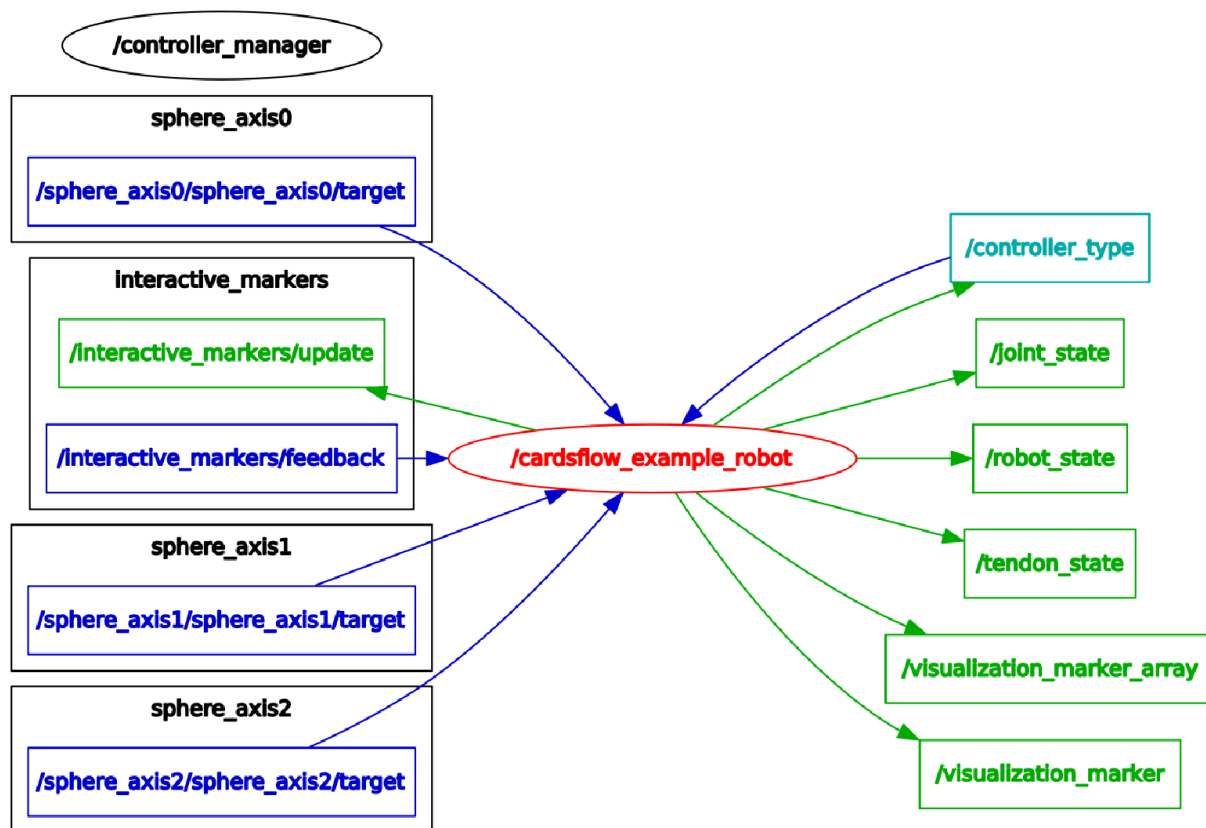 /controller_manager
sphere_axis0
/sphere_axis0/sphere_axis0/target
interactive_markers
/interactive_markers/update
/interactive_markers/feedback
sphere_axis1
/sphere_axis1/sphere_axis1/target
sphere_axis2
/sphere_axis2/sphere_axis2/target
/cardsflow_example_robot
/controller_type
/joint_state
/robot_state
/tendon_state
/visualization_marker_array
/visualization_marker